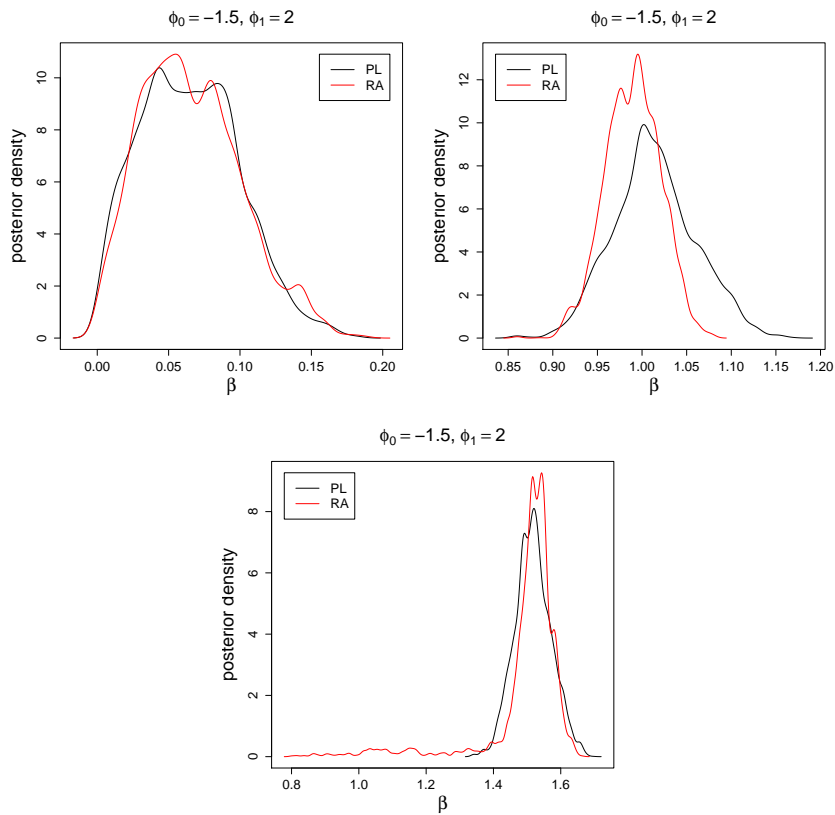 ϕ₀ = −1.5, ϕ₁ = 2
PL
RA
posterior density
0 2 4 6 8 10
0.00 0.05 0.10 0.15 0.20
β
ϕ₀ = −1.5, ϕ₁ = 2
PL
RA
posterior density
0 2 4 6 8 10 12
0.85 0.90 0.95 1.00 1.05 1.10 1.15 1.20
β
ϕ₀ = −1.5, ϕ₁ = 2
PL
RA
posterior density
0 2 4 6 8
0.8 1.0 1.2 1.4 1.6
β